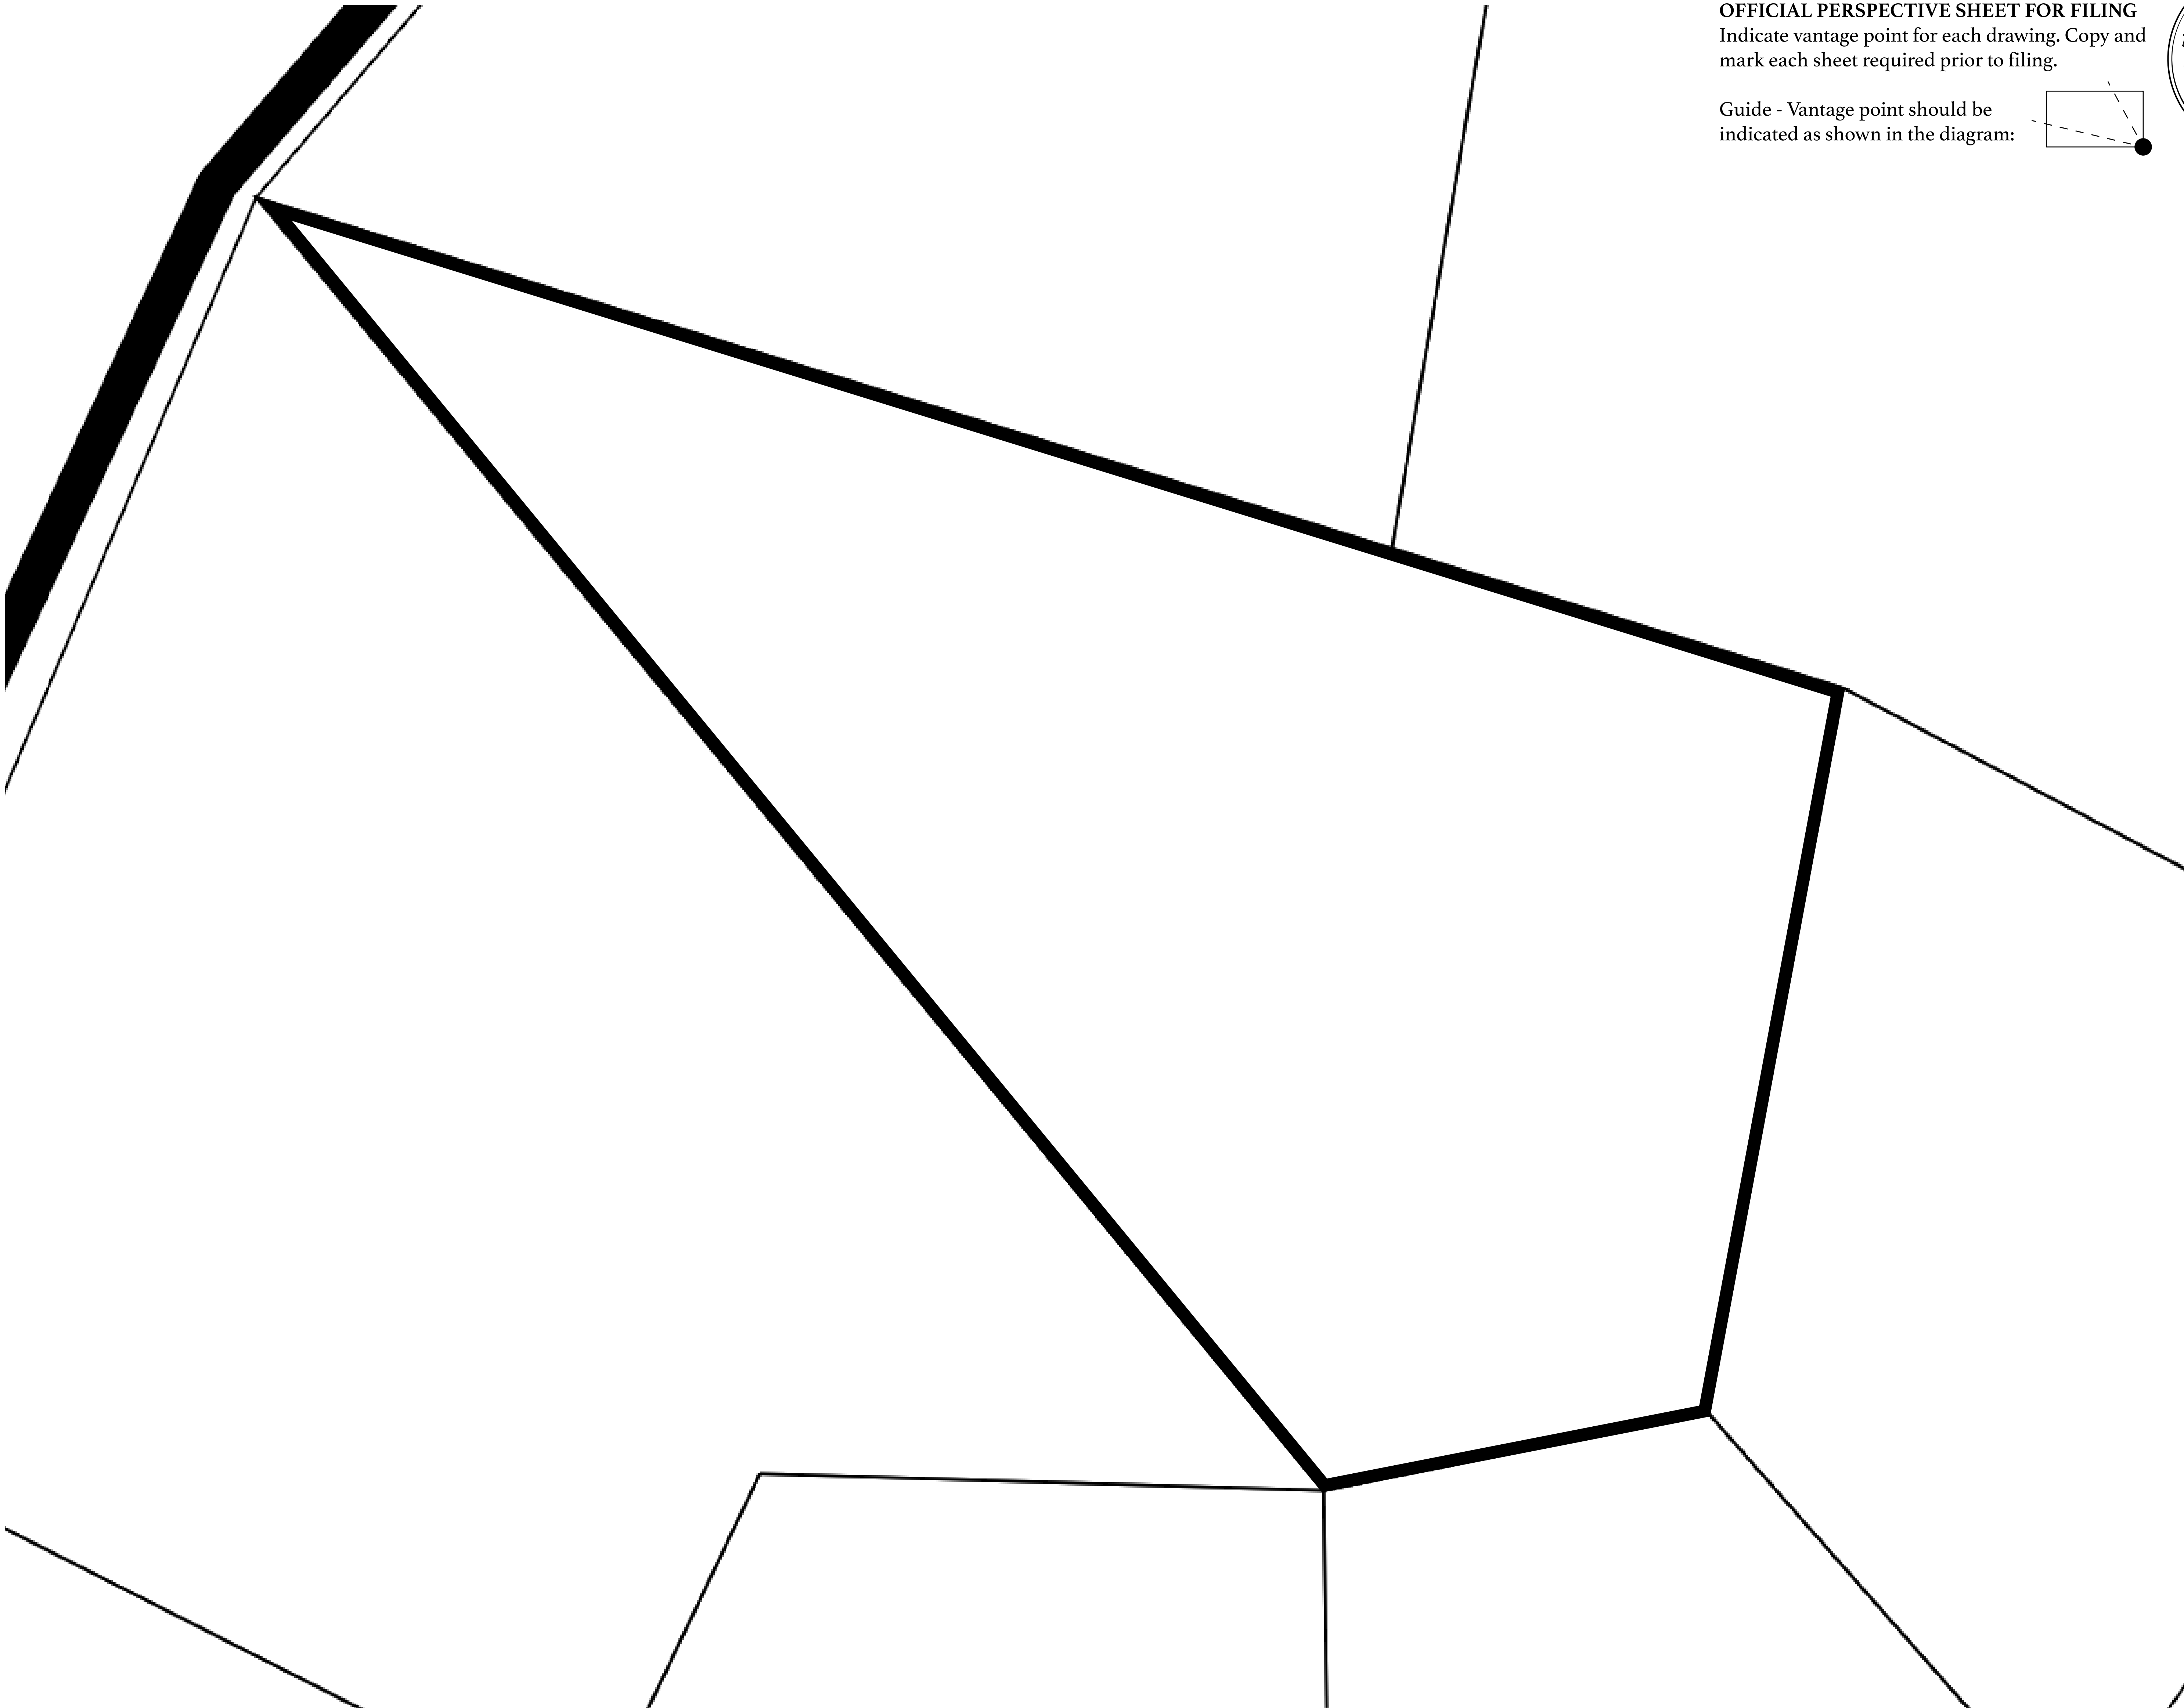 OFFICIAL PERSPECTIVE SHEET FOR FILING
Indicate vantage point for each drawing. Copy and
mark each sheet required prior to filing.
Guide - Vantage point should be
indicated as shown in the diagram: